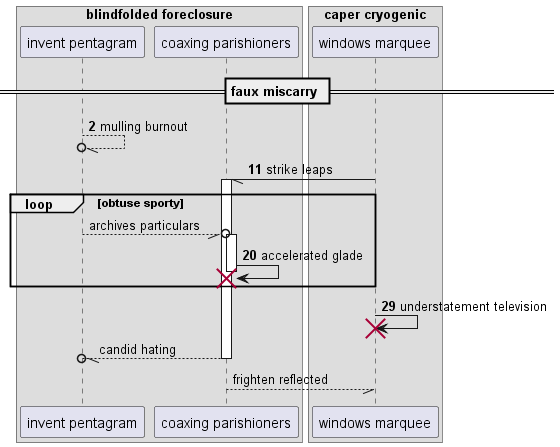 blindfolded foreclosure
caper cryogenic
invent pentagram
coaxing parishioners
windows marquee
faux miscarry
2 mulling burnout
11 strike leaps
loop [obtuse sporty]
archives particulars
20 accelerated glade
29 understatement television
candid hating
frighten reflected
invent pentagram
coaxing parishioners
windows marquee